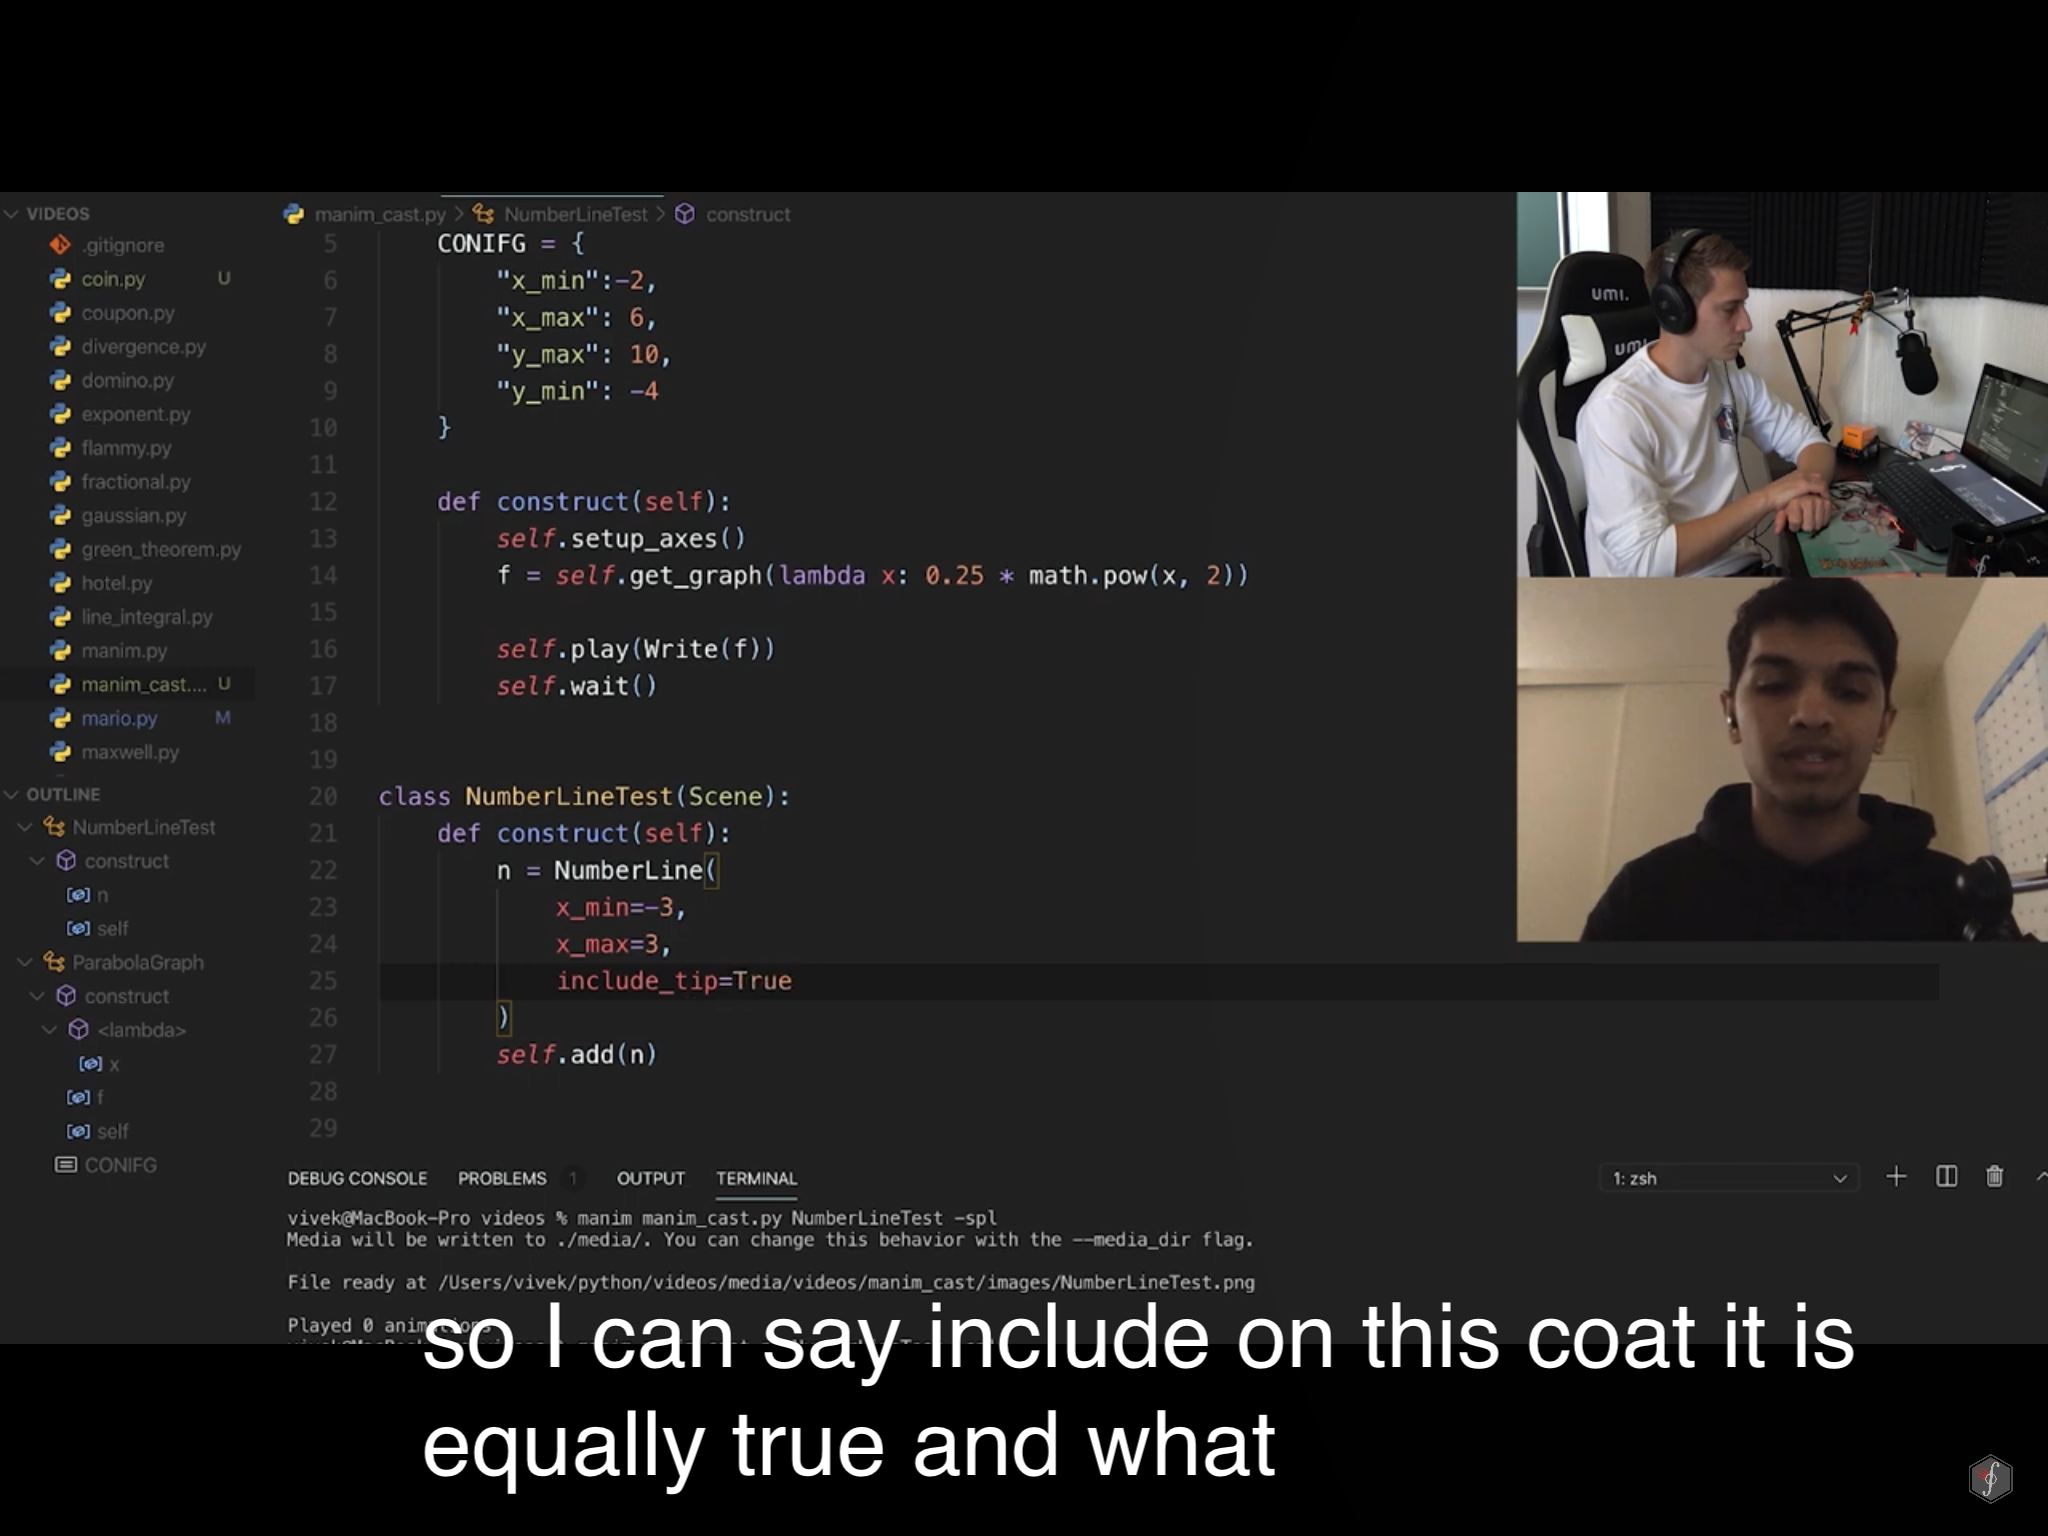 VIDEOS
.gitignore
coin.py U
coupon.py
divergence.py
domino.py
exponent.py
flammy.py
fractional.py
gaussian.py
green_theorem.py
hotel.py
line_integral.py
manim.py
manim_cast.... U
mario.py M
maxwell.py
OUTLINE
NumberLineTest
construct
n
self
ParabolaGraph
construct
<lambda>
x
f
self
CONIFG
manim_cast.py > NumberLineTest > construct
5 CONIFG = {
6 "x_min":-2,
7 "x_max": 6,
8 "y_max": 10,
9 "y_min": -4
10 }
11
12 def construct(self):
13 self.setup_axes()
14 f = self.get_graph(lambda x: 0.25 * math.pow(x, 2))
15
16 self.play(Write(f))
17 self.wait()
18
19
20 class NumberLineTest(Scene):
21 def construct(self):
22 n = NumberLine(
23 x_min=-3,
24 x_max=3,
25 include_tip=True
26 )
27 self.add(n)
28
29
umi.
DEBUG CONSOLE PROBLEMS 1 OUTPUT TERMINAL 1: zsh
vivek@MacBook-Pro videos % manim manim_cast.py NumberLineTest -spl
Media will be written to ./media/. You can change this behavior with the --media_dir flag.
File ready at /Users/vivek/python/videos/media/videos/manim_cast/images/NumberLineTest.png
Played 0 animations
so I can say include on this coat it is
equally true and what